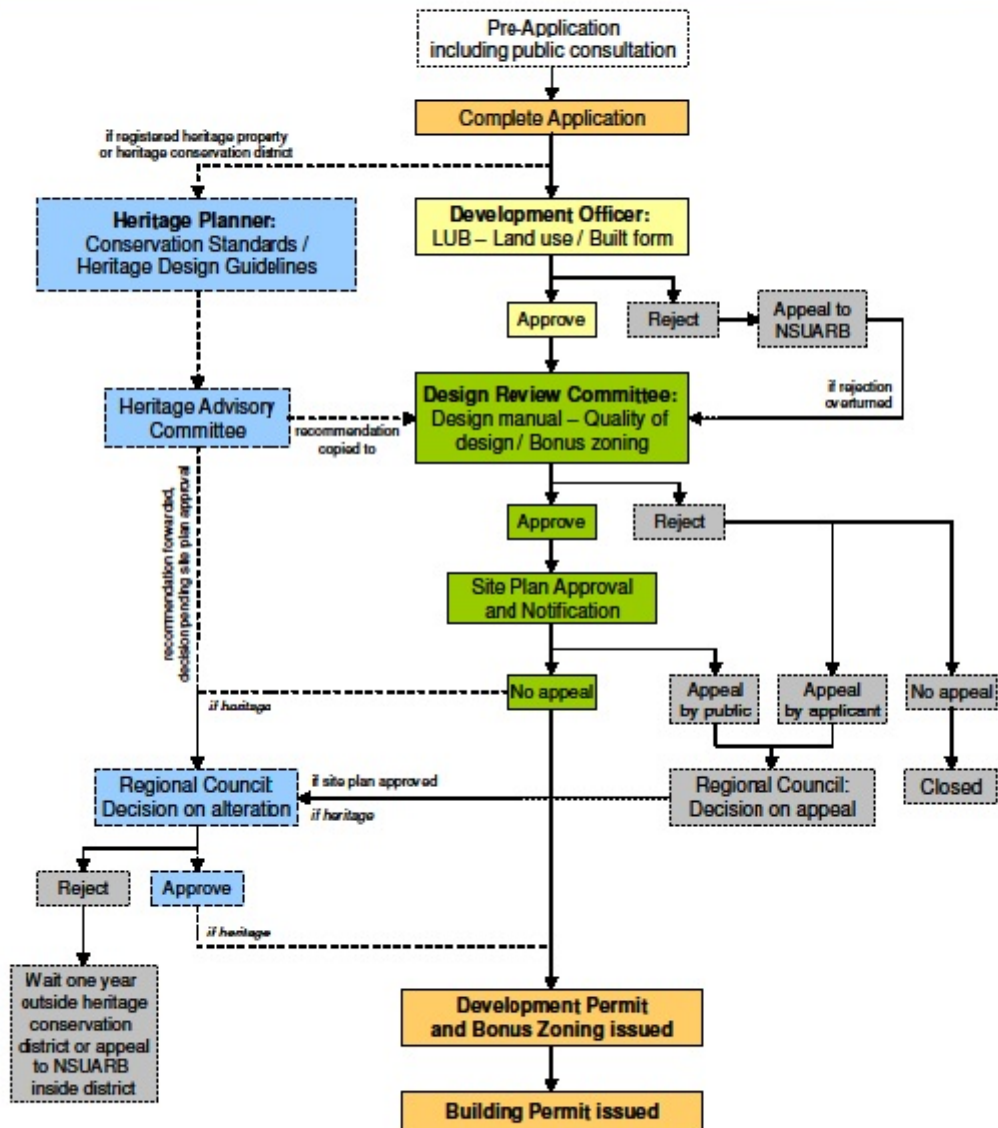 Pre-Application
including public consultation
Complete Application
if registered heritage property
or heritage conservation district
Heritage Planner:
Conservation Standards /
Heritage Design Guidelines
Development Officer:
LUB – Land use / Built form
Approve
Reject
Appeal to
NSUARB
if rejection
overturned
Heritage Advisory
Committee
recommendation
copied to
Design Review Committee:
Design manual – Quality of
design / Bonus zoning
recommendation forwarded,
decision pending site plan approval
Approve
Reject
Site Plan Approval
and Notification
if heritage
No appeal
Appeal
by public
Appeal
by applicant
No appeal
Regional Council:
Decision on alteration
if site plan approved
if heritage
Regional Council:
Decision on appeal
Closed
Reject
Approve
if heritage
Wait one year
outside heritage
conservation
district or appeal
to NSUARB
inside district
Development Permit
and Bonus Zoning issued
Building Permit issued